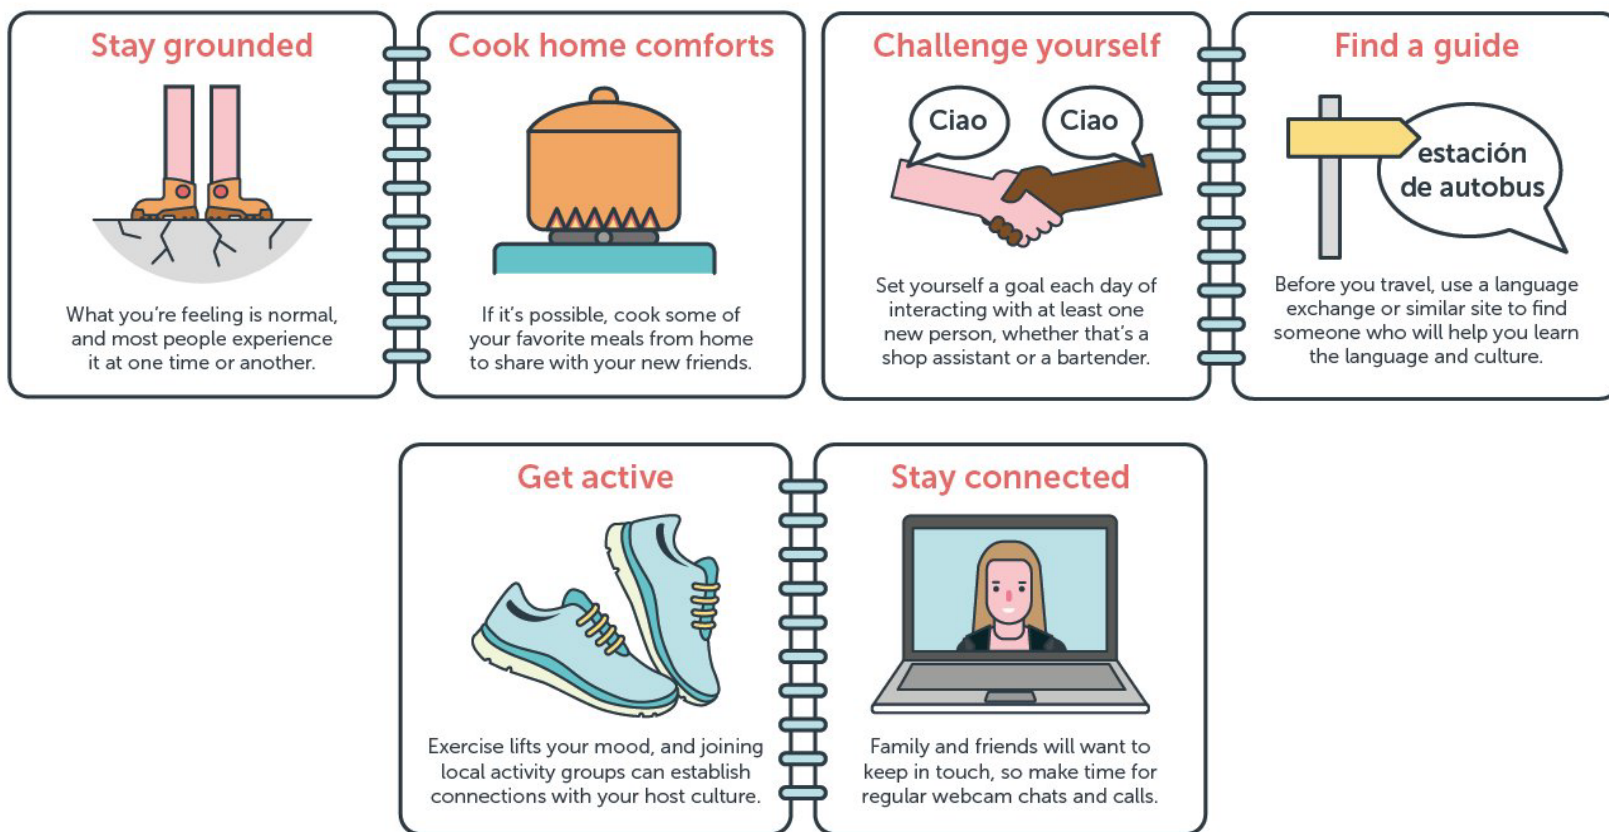 Stay grounded
What you're feeling is normal,
and most people experience
it at one time or another.
Cook home comforts
If it's possible, cook some of
your favorite meals from home
to share with your new friends.
Challenge yourself
Ciao
Ciao
Set yourself a goal each day of
interacting with at least one
new person, whether that's a
shop assistant or a bartender.
Find a guide
estación
de autobus
Before you travel, use a language
exchange or similar site to find
someone who will help you learn
the language and culture.
Get active
Exercise lifts your mood, and joining
local activity groups can establish
connections with your host culture.
Stay connected
Family and friends will want to
keep in touch, so make time for
regular webcam chats and calls.